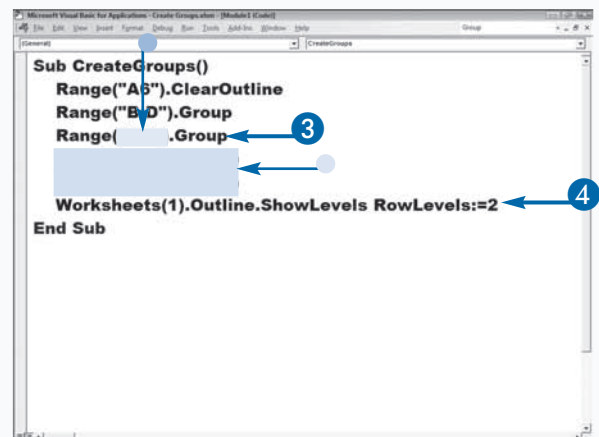 Microsoft Visual Basic for Applications - Create Groups.xlsm - [Module1 (Code)]
File Edit View Insert Format Debug Run Tools Add-Ins Window Help
Group
(General)
CreateGroups
Sub CreateGroups()
Range("A6").ClearOutline
Range("B:D").Group
Range( .Group
3
Worksheets(1).Outline.ShowLevels RowLevels:=2
4
End Sub